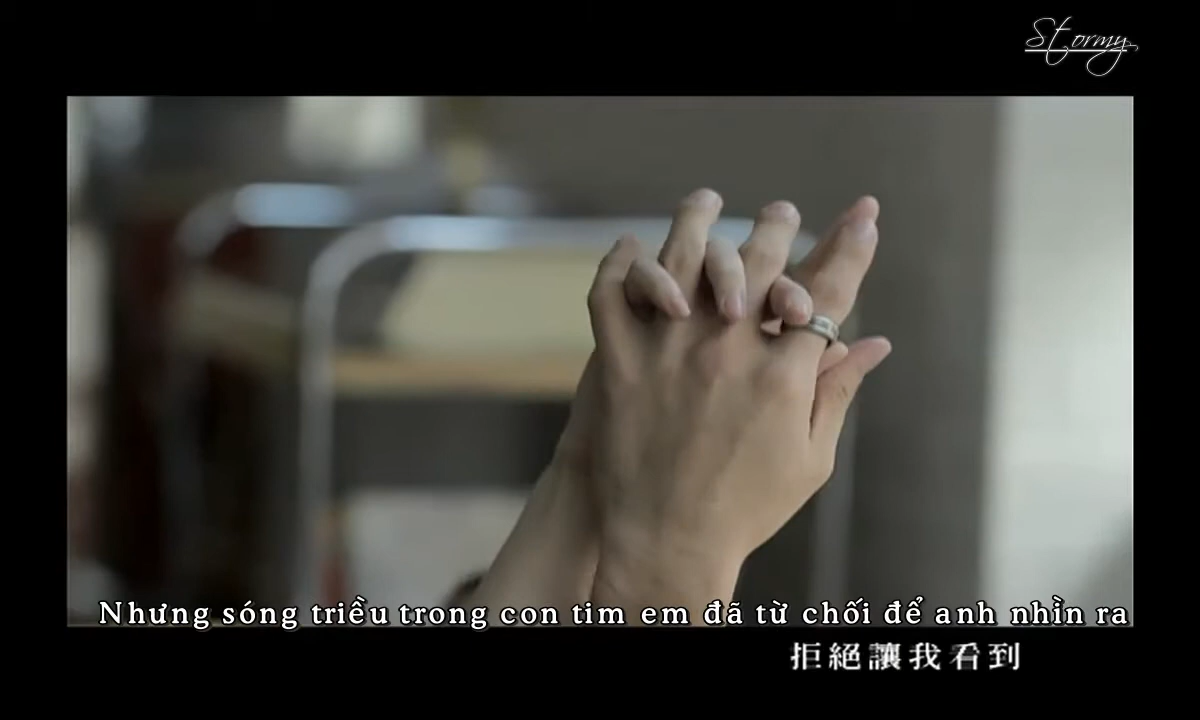 Stormy
Nhưng sóng triều trong con tim em đã từ chối để anh nhìn ra
拒絕讓我看到